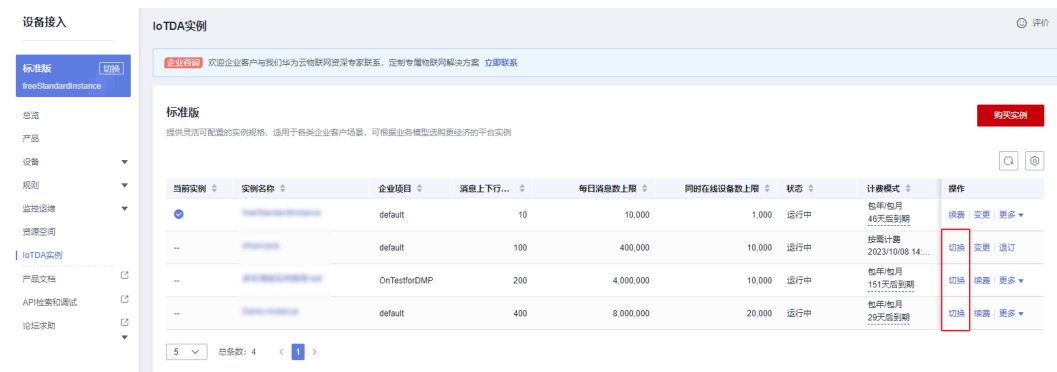 设备接入
标准版 切换
freeStandardInstance
总览
产品
设备
规则
监控运维
资源空间
IoTDA实例
产品文档
API检索和调试
论坛求助
IoTDA实例 评价
企业咨询 欢迎企业客户与我们华为云物联网资深专家联系，定制专属物联网解决方案 立即联系
标准版 购买实例
提供灵活可配置的实例规格，适用于各类企业客户场景，可根据业务模型选购更经济的平台实例
当前实例 实例名称 企业项目 消息上下行... 每日消息数上限 同时在线设备数上限 状态 计费模式 操作
default 10 10,000 1,000 运行中 包年/包月 续费 变更 更多
46天后到期
-- default 100 400,000 10,000 运行中 按需计费 切换 变更 退订
2023/10/08 14:...
-- OnTestforDMP 200 4,000,000 10,000 运行中 包年/包月 切换 续费 更多
151天后到期
-- default 400 8,000,000 20,000 运行中 包年/包月 切换 续费 更多
29天后到期
5 总条数: 4 < 1 >